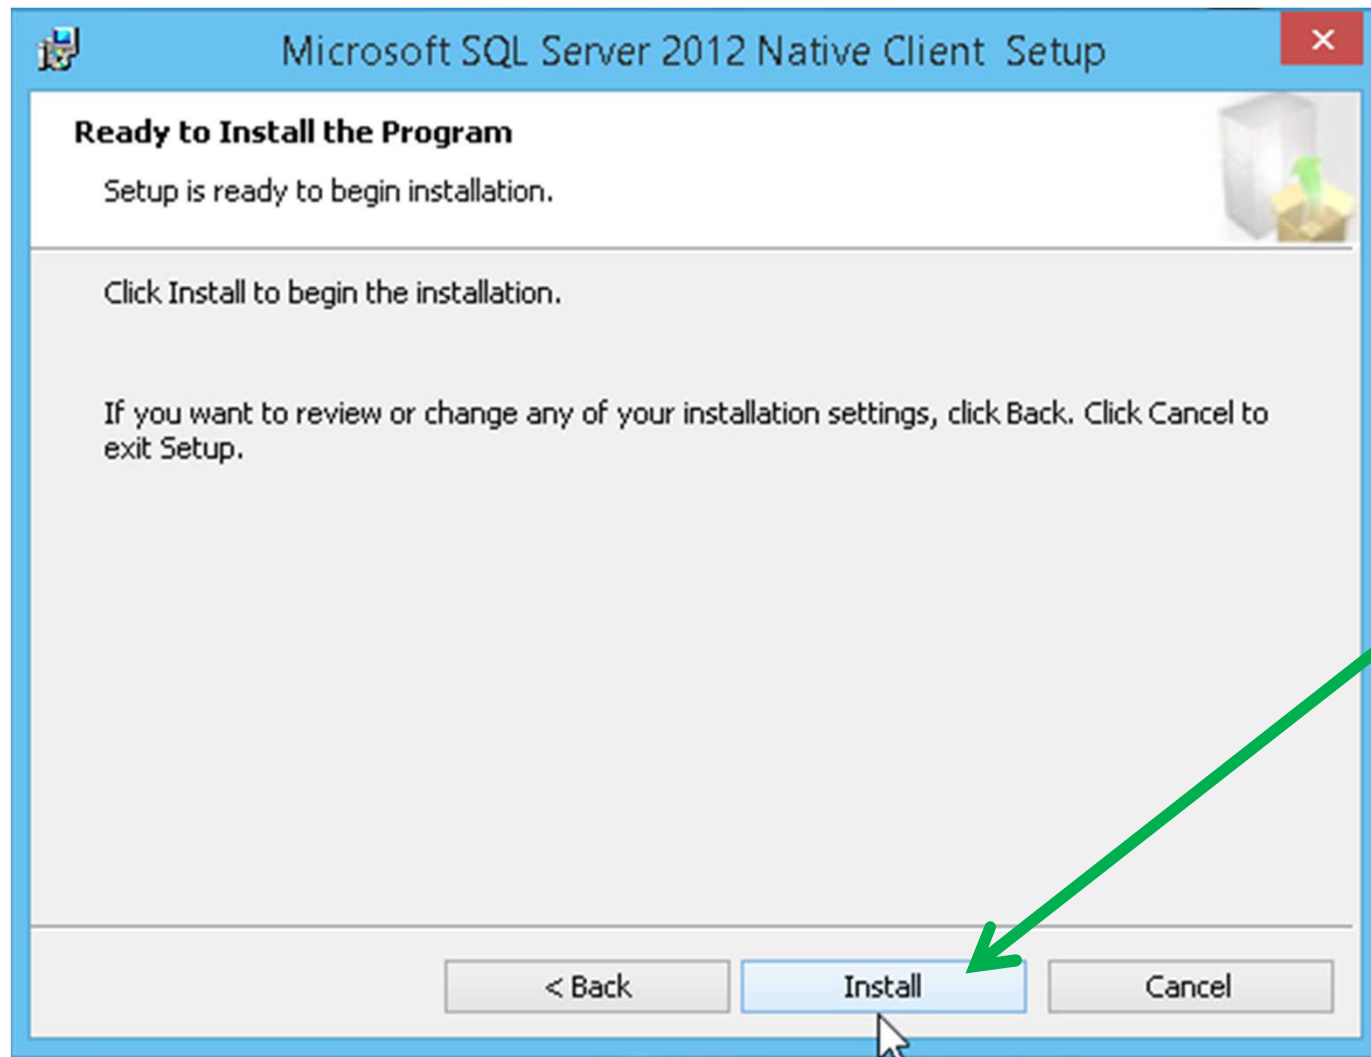 Microsoft SQL Server 2012 Native Client Setup
Ready to Install the Program
Setup is ready to begin installation.
Click Install to begin the installation.
If you want to review or change any of your installation settings, click Back. Click Cancel to
exit Setup.
< Back
Install
Cancel